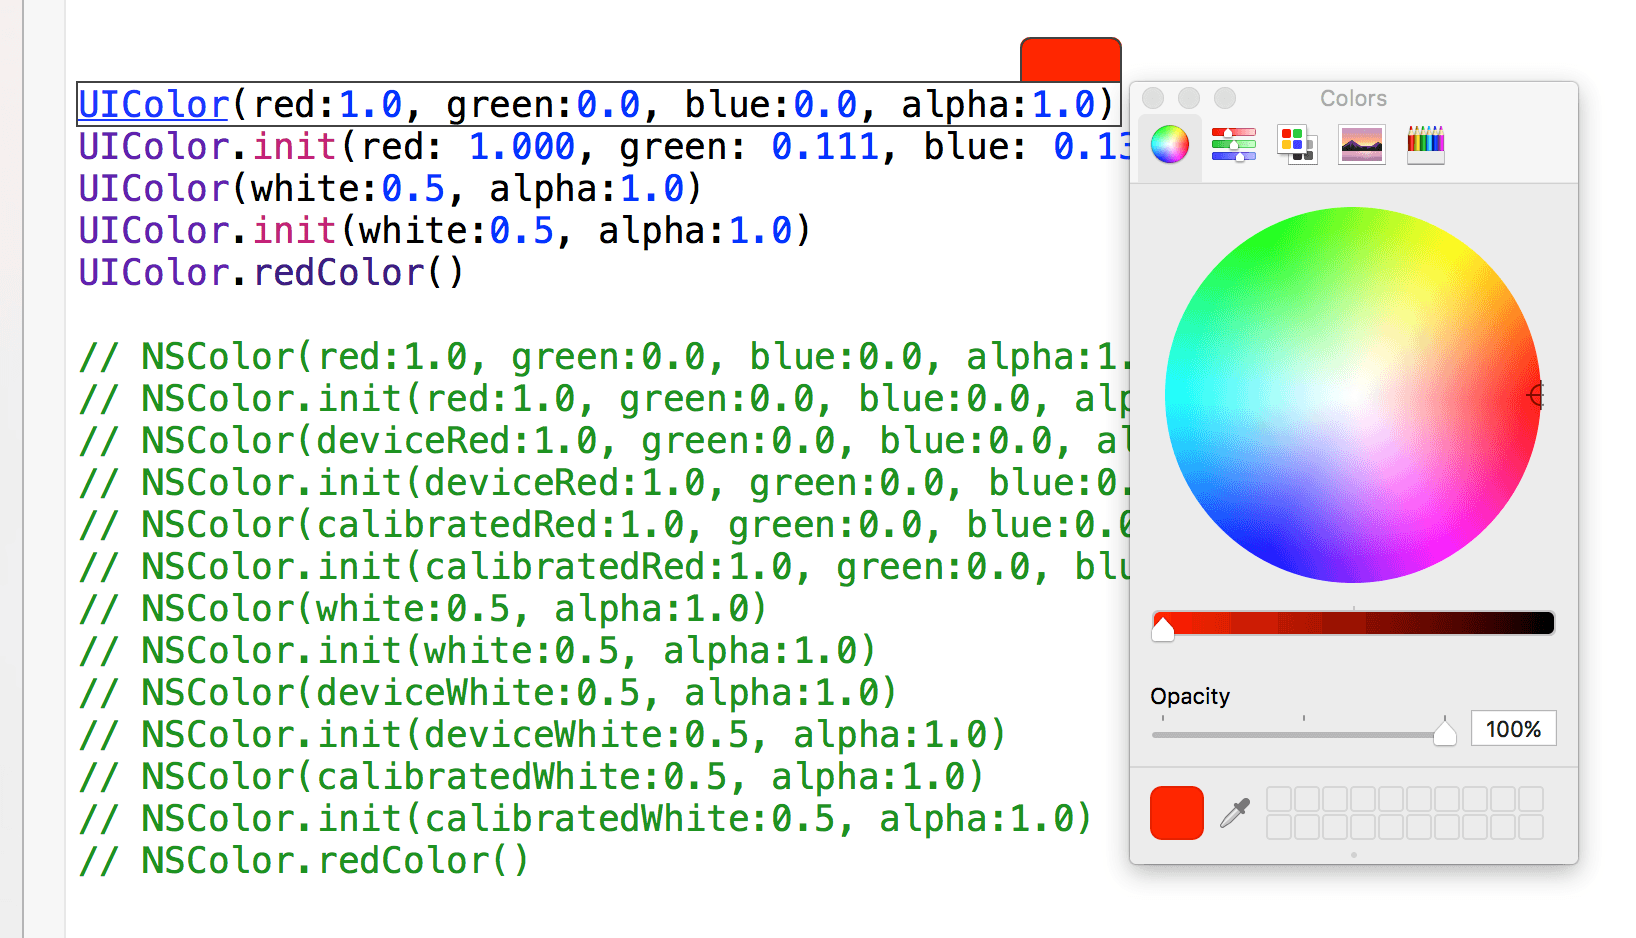 UIColor(red:1.0, green:0.0, blue:0.0, alpha:1.0)
UIColor.init(red: 1.000, green: 0.111, blue: 0.13
UIColor(white:0.5, alpha:1.0)
UIColor.init(white:0.5, alpha:1.0)
UIColor.redColor()
// NSColor(red:1.0, green:0.0, blue:0.0, alpha:1.
// NSColor.init(red:1.0, green:0.0, blue:0.0, alp
// NSColor(deviceRed:1.0, green:0.0, blue:0.0, al
// NSColor.init(deviceRed:1.0, green:0.0, blue:0.
// NSColor(calibratedRed:1.0, green:0.0, blue:0.0
// NSColor.init(calibratedRed:1.0, green:0.0, blu
// NSColor(white:0.5, alpha:1.0)
// NSColor.init(white:0.5, alpha:1.0)
// NSColor(deviceWhite:0.5, alpha:1.0)
// NSColor.init(deviceWhite:0.5, alpha:1.0)
// NSColor(calibratedWhite:0.5, alpha:1.0)
// NSColor.init(calibratedWhite:0.5, alpha:1.0)
// NSColor.redColor()
Colors
Opacity
100%